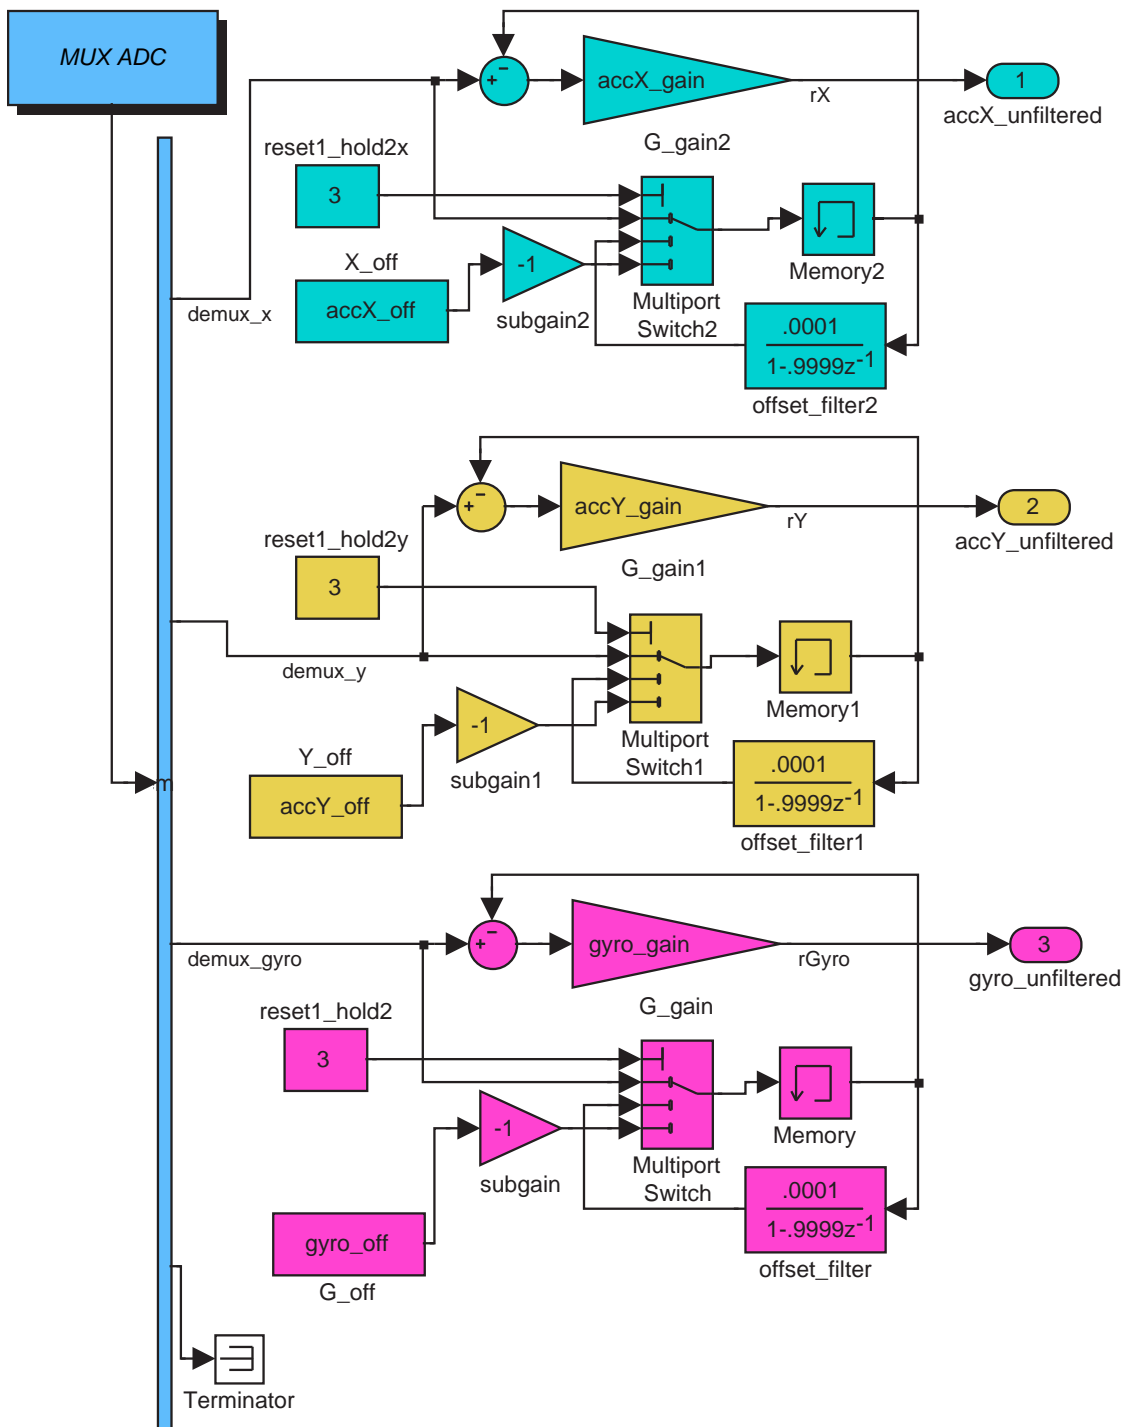 MUX ADC
+
-
accX_gain
rX
1
accX_unfiltered
G_gain2
reset1_hold2x
3
X_off
accX_off
demux_x
-1
subgain2
Multiport
Switch2
Memory2
.0001
1-.9999z-1
offset_filter2
+
-
accY_gain
rY
2
accY_unfiltered
G_gain1
reset1_hold2y
3
demux_y
Y_off
accY_off
-1
subgain1
Multiport
Switch1
Memory1
.0001
1-.9999z-1
offset_filter1
m
demux_gyro
+
-
gyro_gain
rGyro
3
gyro_unfiltered
G_gain
reset1_hold2
3
-1
subgain
Multiport
Switch
Memory
.0001
1-.9999z-1
offset_filter
gyro_off
G_off
Terminator